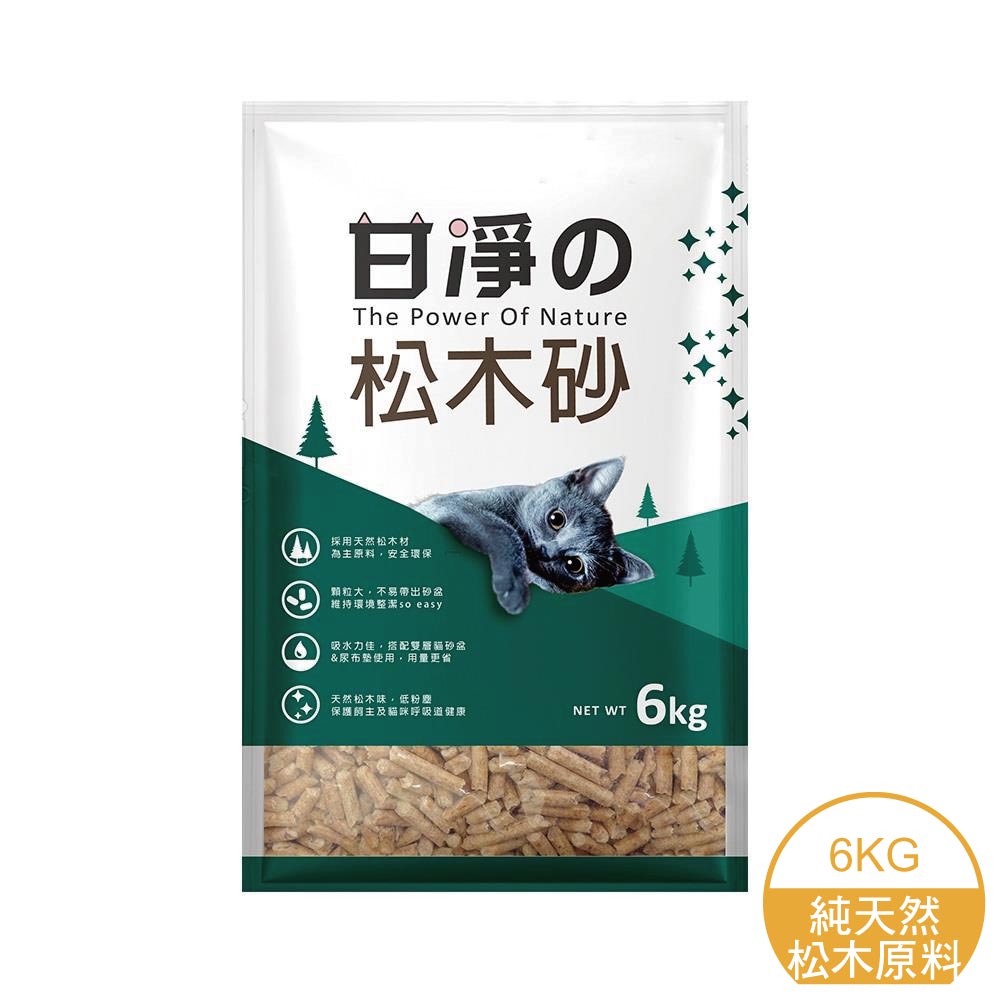 甘淨の
The Power Of Nature
松木砂
採用天然松木材
為主原料，安全環保
顆粒大，不易帶出砂盆
維持環境整潔so easy
吸水力佳，搭配雙層貓砂盆
&尿布墊使用，用量更省
天然松木味，低粉塵
保護飼主及貓咪呼吸道健康
NET WT 6kg
6KG
純天然
松木原料